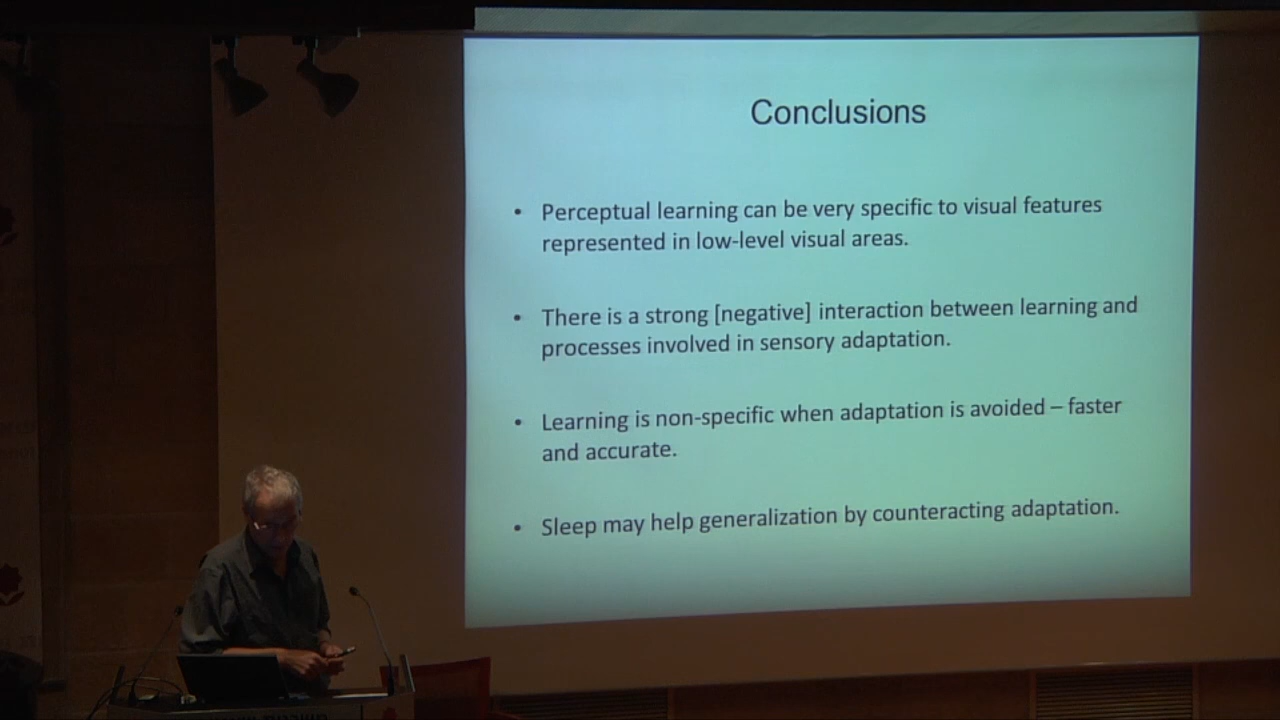 Conclusions
• Perceptual learning can be very specific to visual features
represented in low-level visual areas.
• There is a strong [negative] interaction between learning and
processes involved in sensory adaptation.
• Learning is non-specific when adaptation is avoided – faster
and accurate.
• Sleep may help generalization by counteracting adaptation.